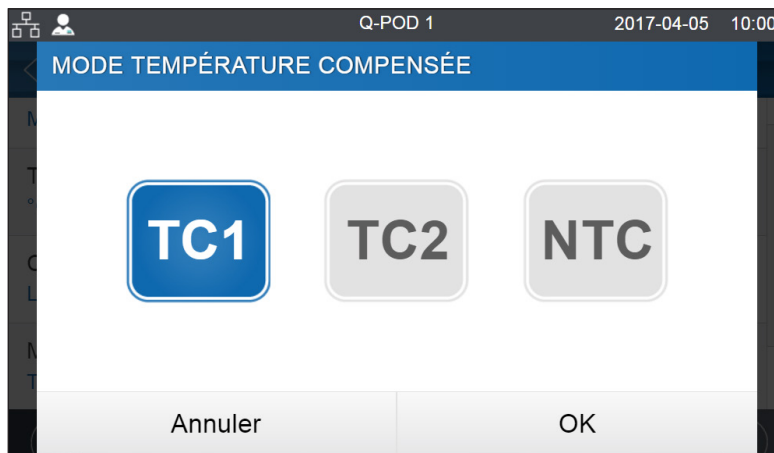 Q-POD 1 2017-04-05 10:00
MODE TEMPÉRATURE COMPENSÉE
TC1 TC2 NTC
Annuler OK